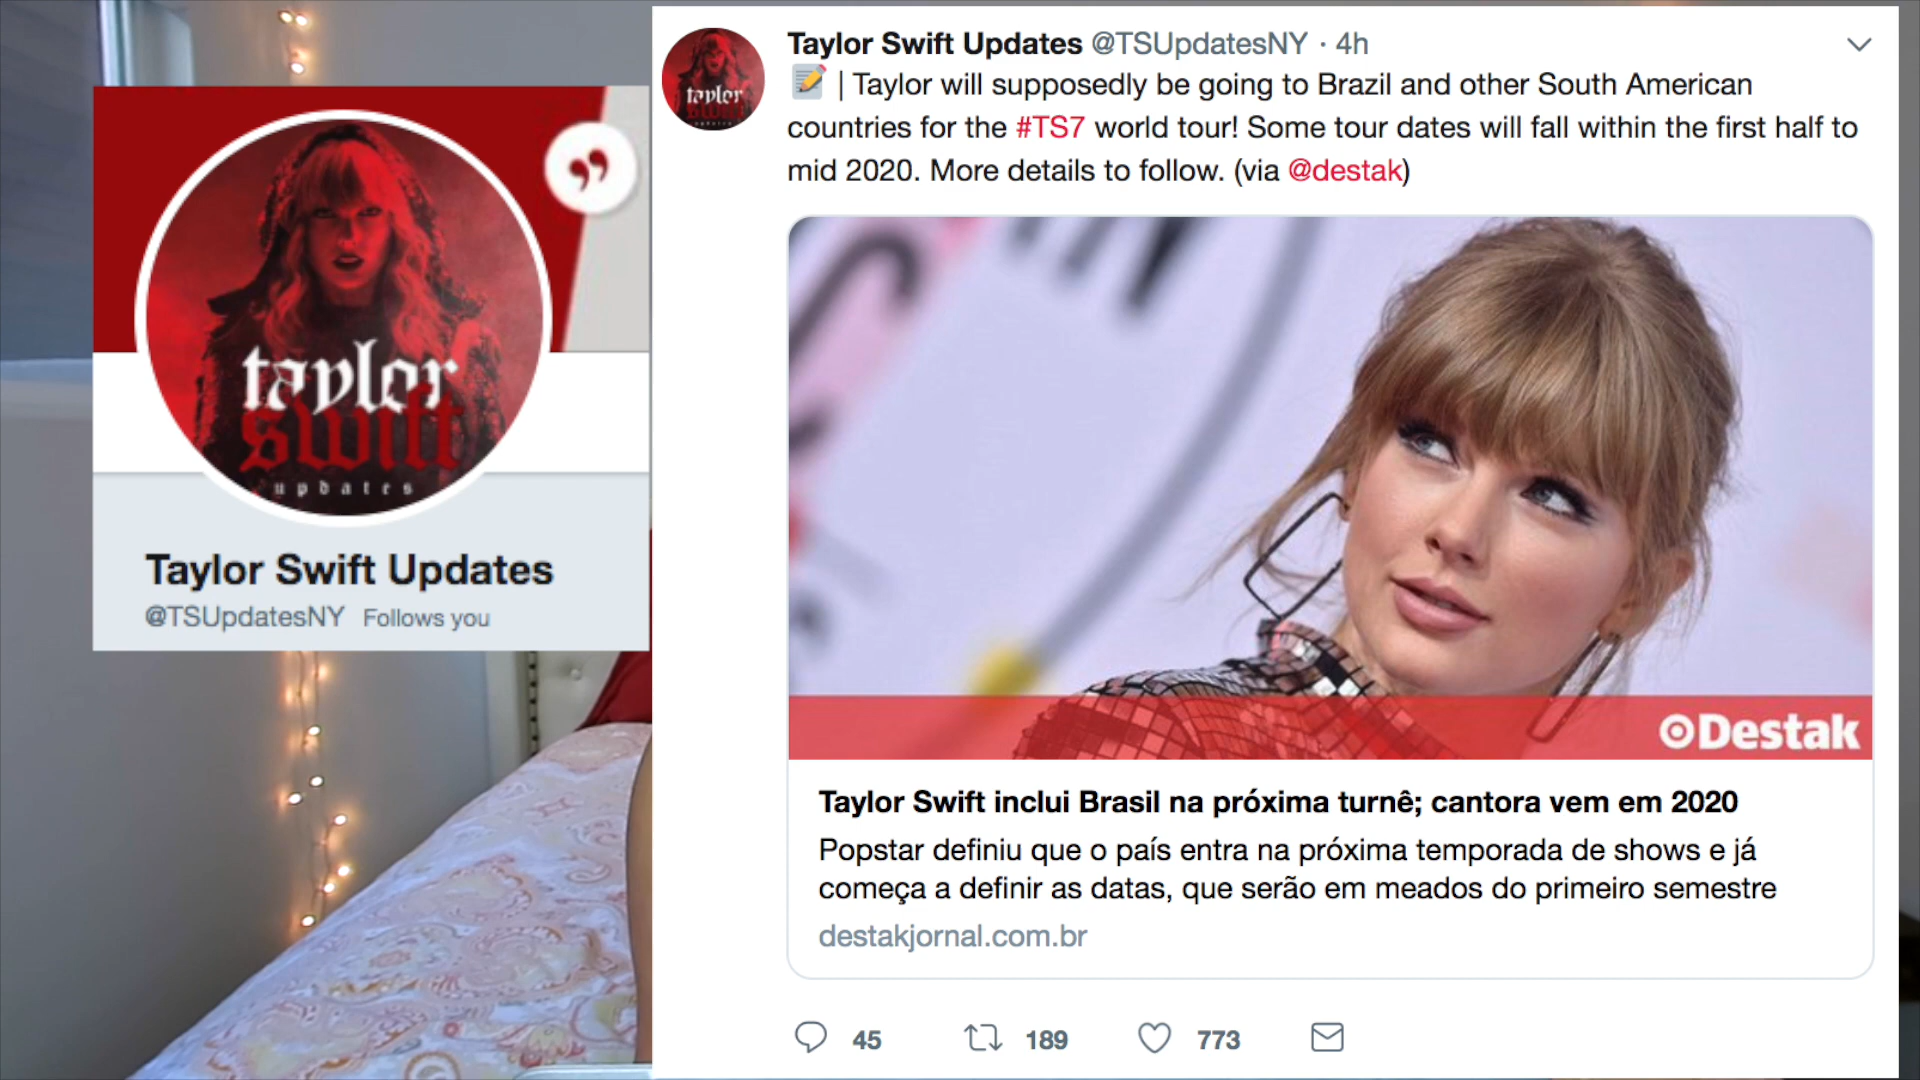 taylor
swift
updates
Taylor Swift Updates
@TSUpdatesNY Follows you
Taylor Swift Updates @TSUpdatesNY · 4h
| Taylor will supposedly be going to Brazil and other South American
countries for the #TS7 world tour! Some tour dates will fall within the first half to
mid 2020. More details to follow. (via @destak)
taylor
Destak
Taylor Swift inclui Brasil na próxima turnê; cantora vem em 2020
Popstar definiu que o país entra na próxima temporada de shows e já
começa a definir as datas, que serão em meados do primeiro semestre
destakjornal.com.br
45 189 773